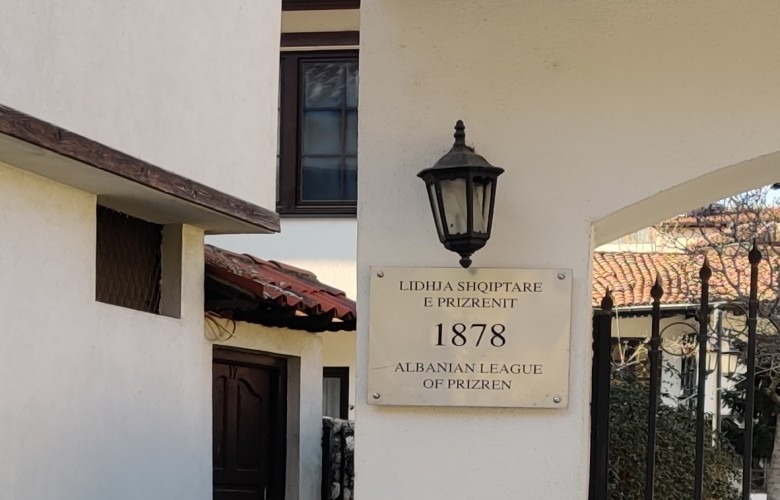 LIDHJA SHQIPTARE
E PRIZRENIT
1878
ALBANIAN LEAGUE
OF PRIZREN